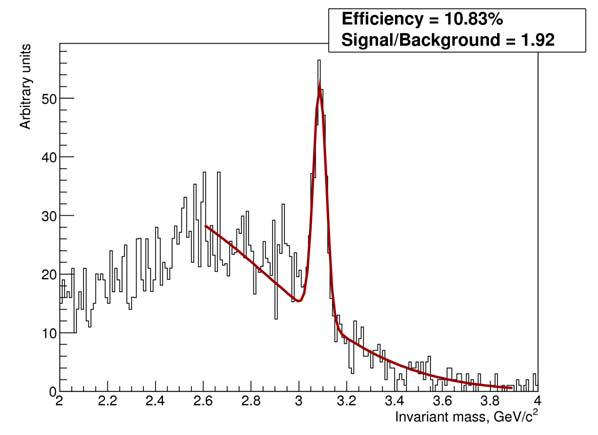 Efficiency = 10.83%
Signal/Background = 1.92
Arbitrary units
50
40
30
20
10
0
2 2.2 2.4 2.6 2.8 3 3.2 3.4 3.6 3.8 4
Invariant mass, GeV/c²